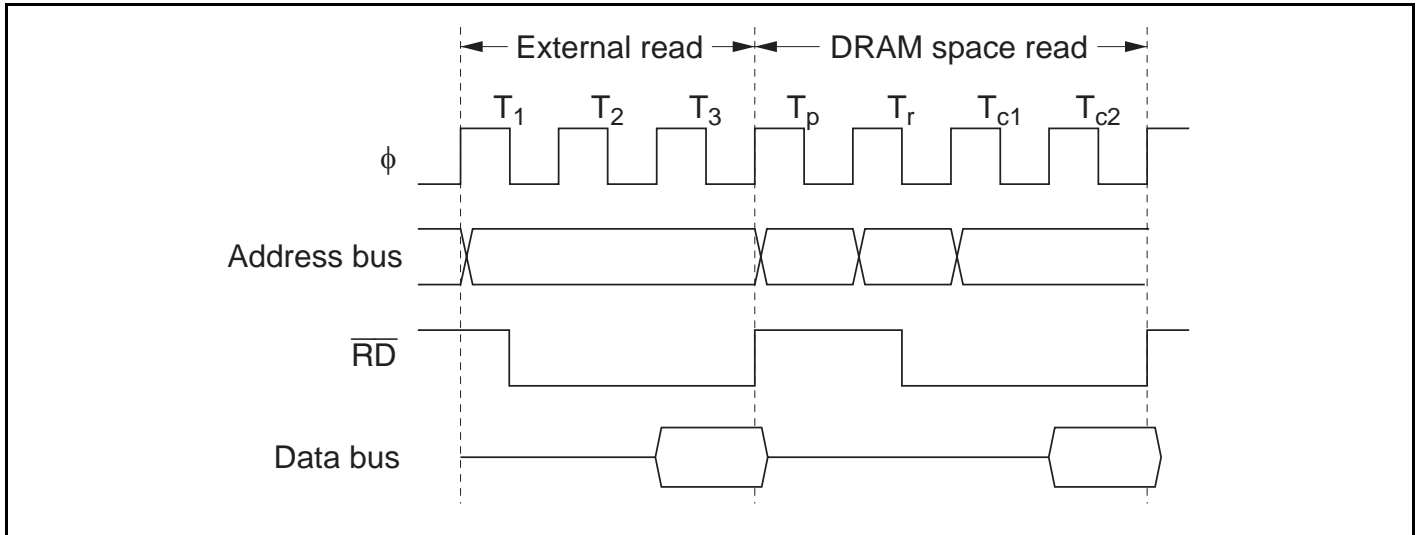 External read DRAM space read
T1 T2 T3 Tp Tr Tc1 Tc2
ϕ
Address bus
RD
Data bus